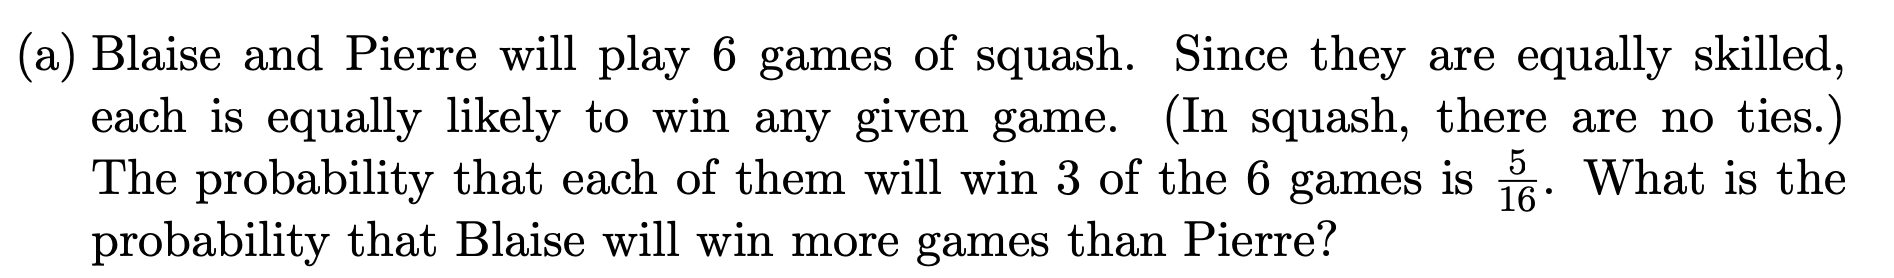 (a) Blaise and Pierre will play 6 games of squash. Since they are equally skilled,
each is equally likely to win any given game. (In squash, there are no ties.)
The probability that each of them will win 3 of the 6 games is 5/16. What is the
probability that Blaise will win more games than Pierre?